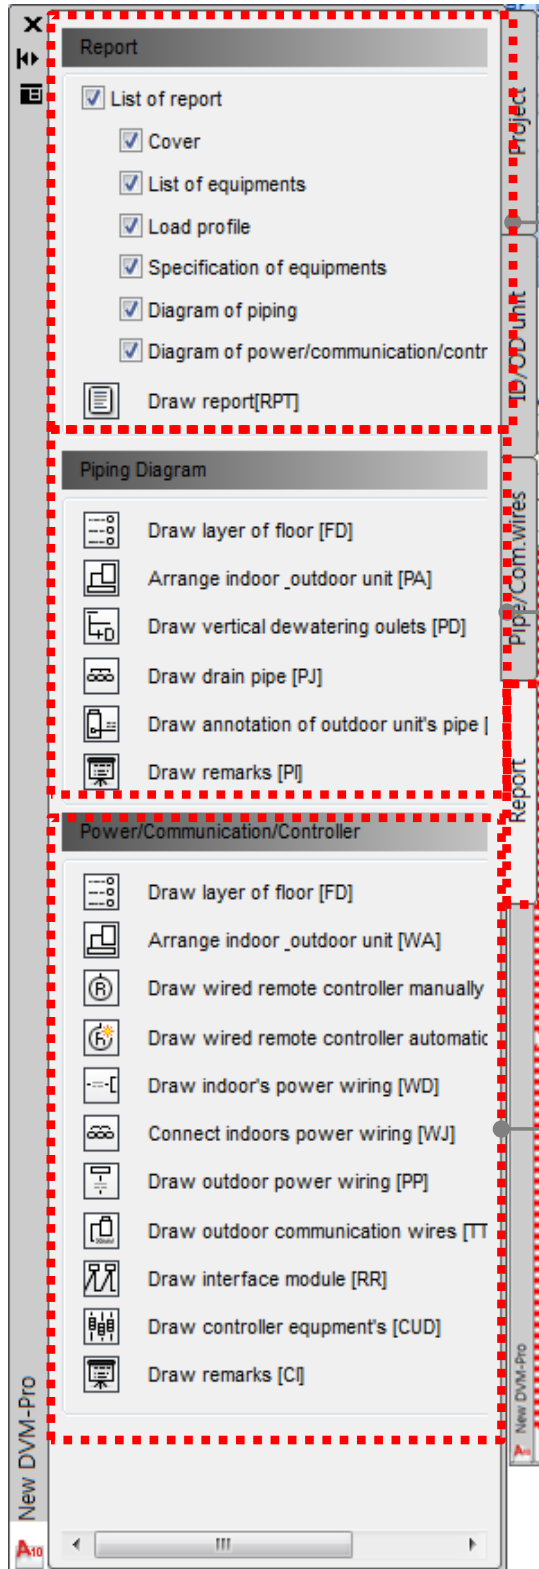 Report
List of report
Cover
List of equipments
Load profile
Specification of equipments
Diagram of piping
Diagram of power/communication/contr
Draw report[RPT]
Piping Diagram
Draw layer of floor [FD]
Arrange indoor _outdoor unit [PA]
Draw vertical dewatering oulets [PD]
Draw drain pipe [PJ]
Draw annotation of outdoor unit's pipe [
Draw remarks [PI]
Power/Communication/Controller
Draw layer of floor [FD]
Arrange indoor _outdoor unit [WA]
Draw wired remote controller manually
Draw wired remote controller automatic
Draw indoor's power wiring [WD]
Connect indoors power wiring [WJ]
Draw outdoor power wiring [PP]
Draw outdoor communication wires [TT
Draw interface module [RR]
Draw controller equpment's [CUD]
Draw remarks [CI]
Project
ID/OD unit
Pipe/Com.wires
Report
New DVM-Pro
A10
New DVM-Pro
A10